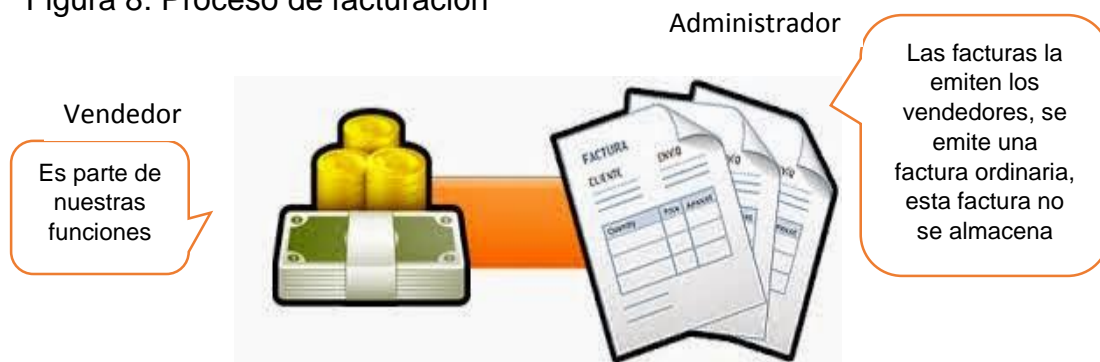 Figura 8. Proceso de facturación
Administrador
Vendedor
Las facturas la
emiten los
vendedores, se
emite una
factura ordinaria,
esta factura no
se almacena
Es parte de
nuestras
funciones
FACTURA
ENVIO
CLIENTE
Quantity Price Amount